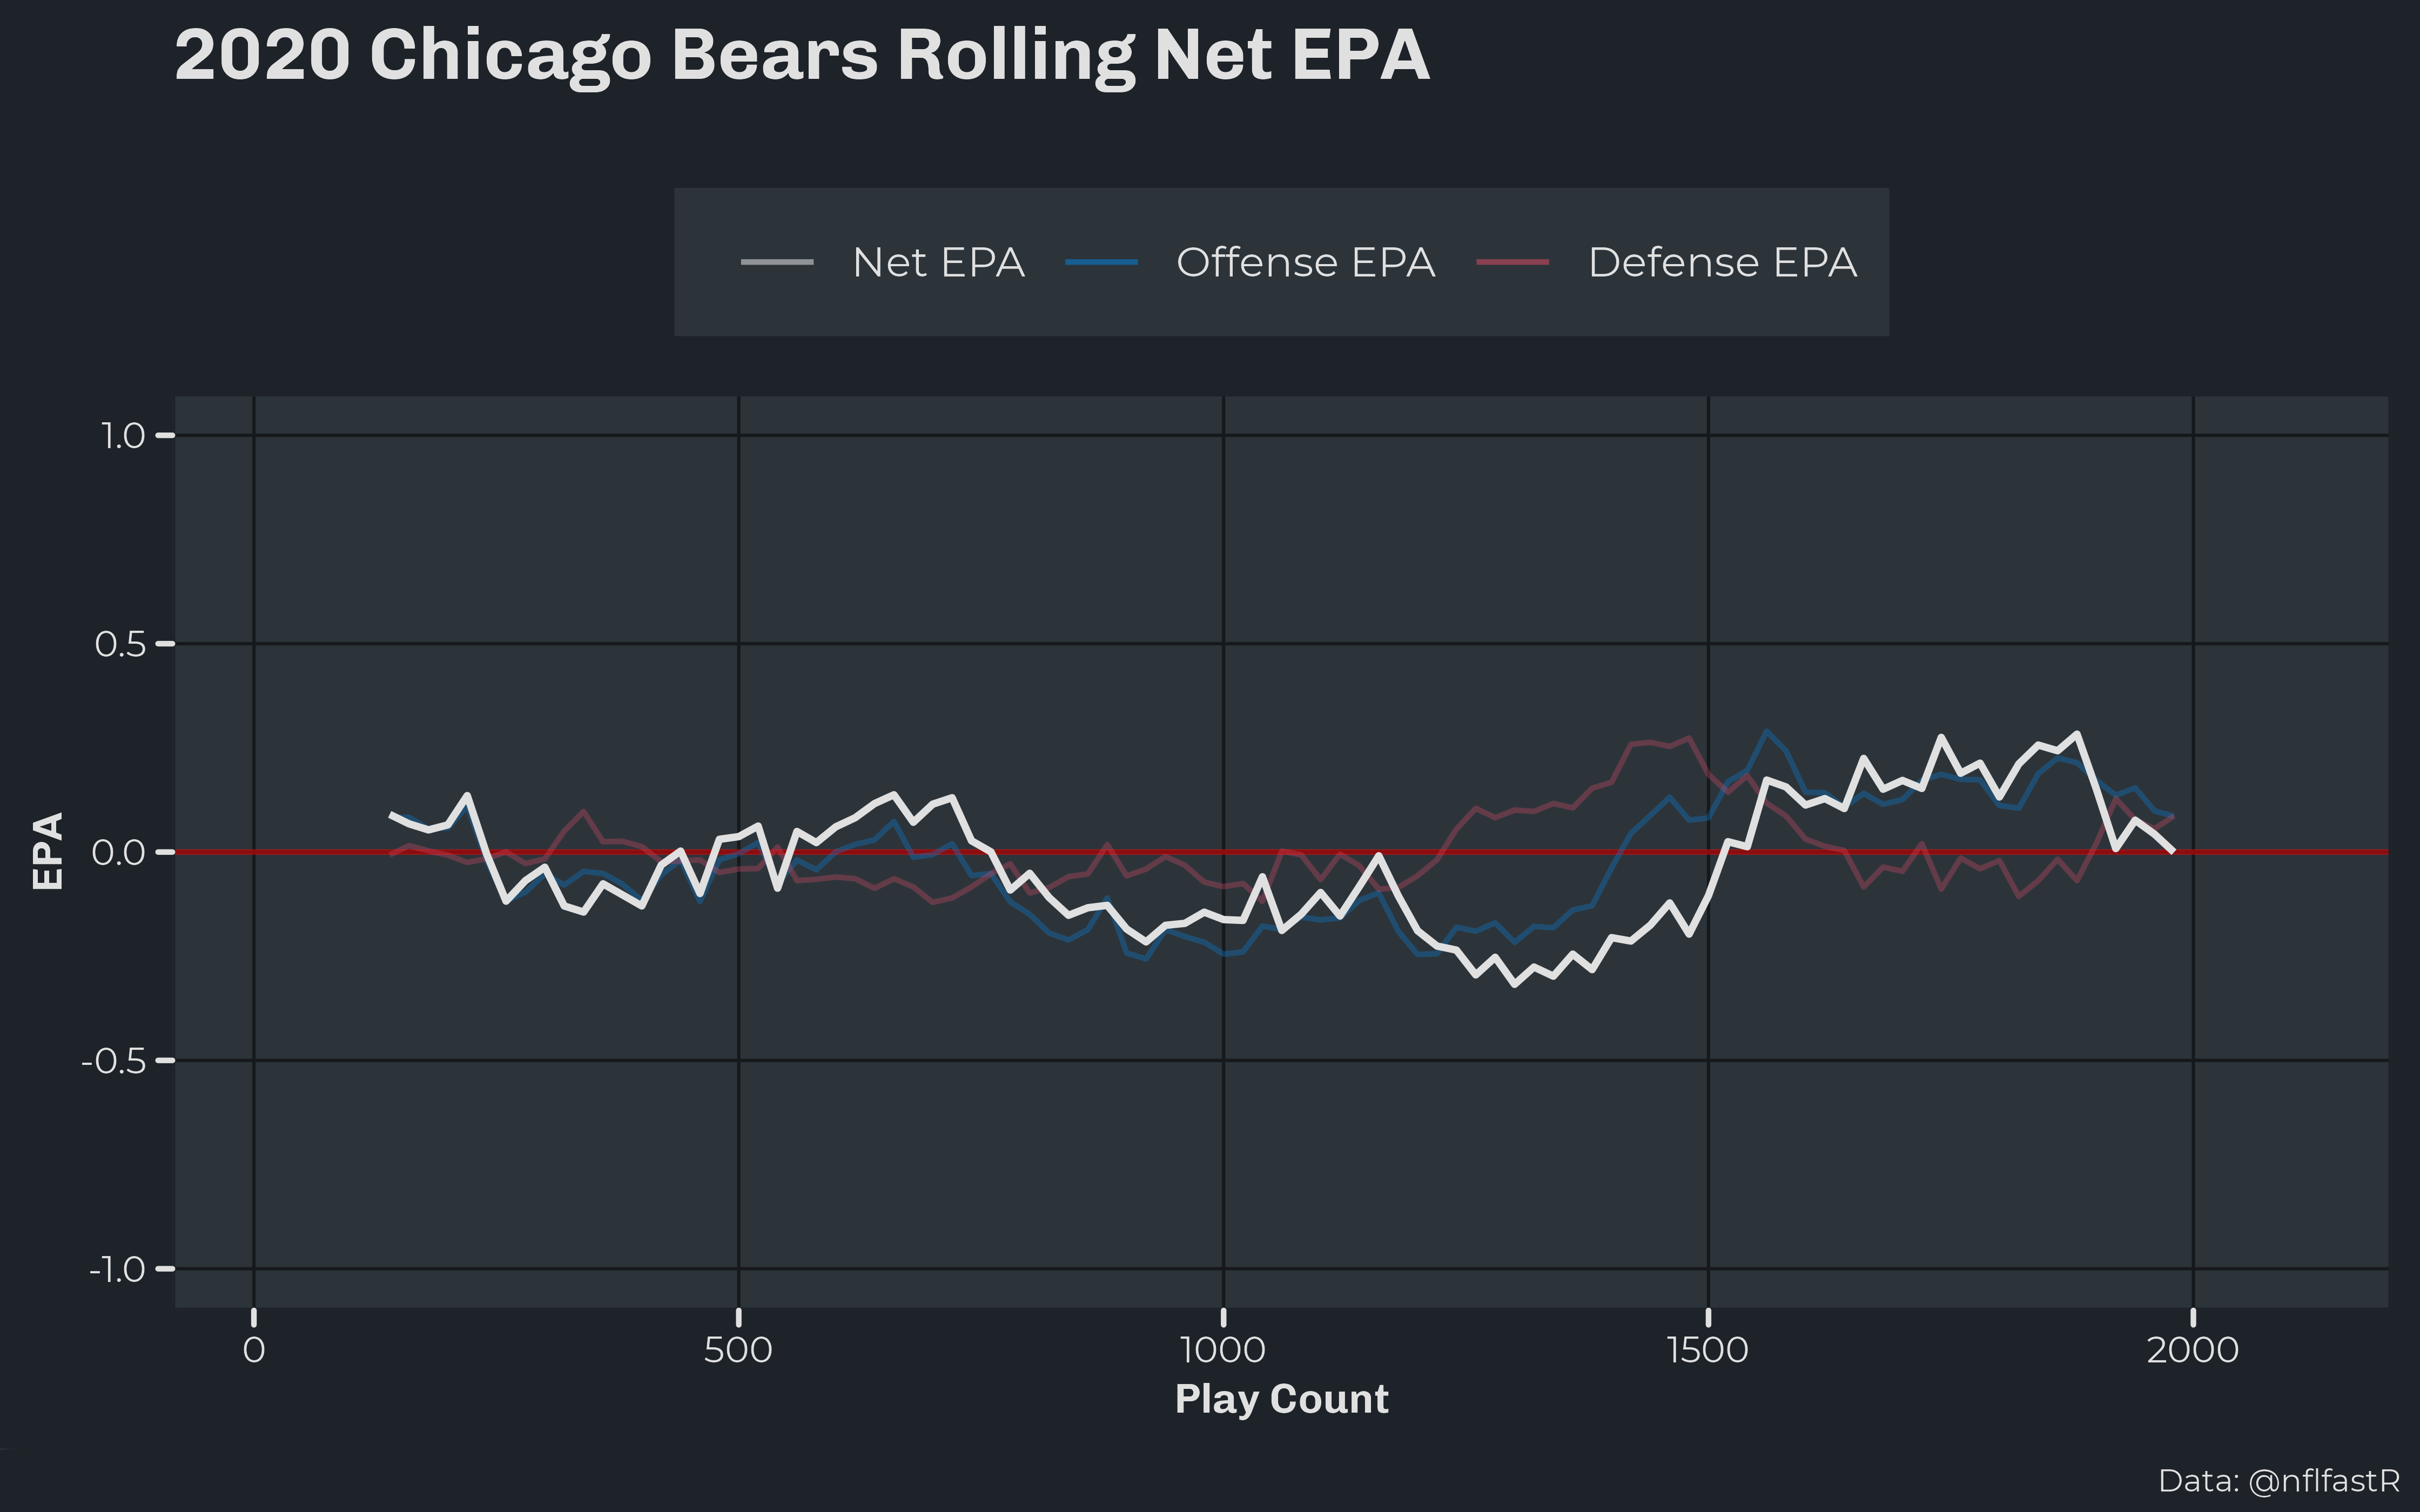 2020 Chicago Bears Rolling Net EPA
Net EPA Offense EPA Defense EPA
1.0
0.5
0.0
-0.5
-1.0
EPA
0 500 1000 1500 2000
Play Count
Data: @nflfastR